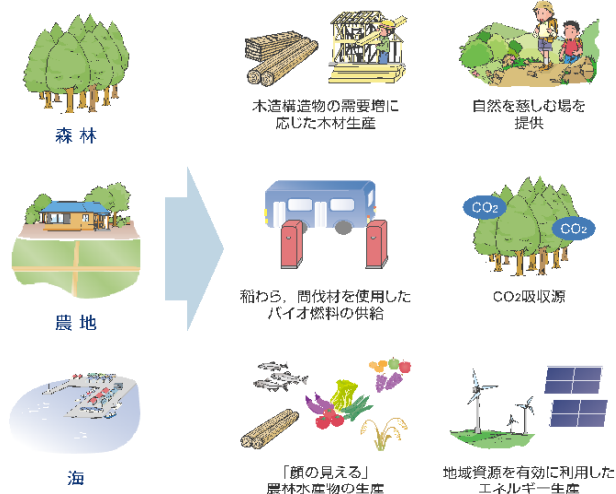 森林
木造構造物の需要増に
応じた木材生産
自然を慈しむ場を
提供
農地
稲わら，間伐材を使用した
バイオ燃料の供給
CO2
CO2
CO2吸収源
海
「顔の見える」
農林水産物の生産
地域資源を有効に利用した
エネルギー生産